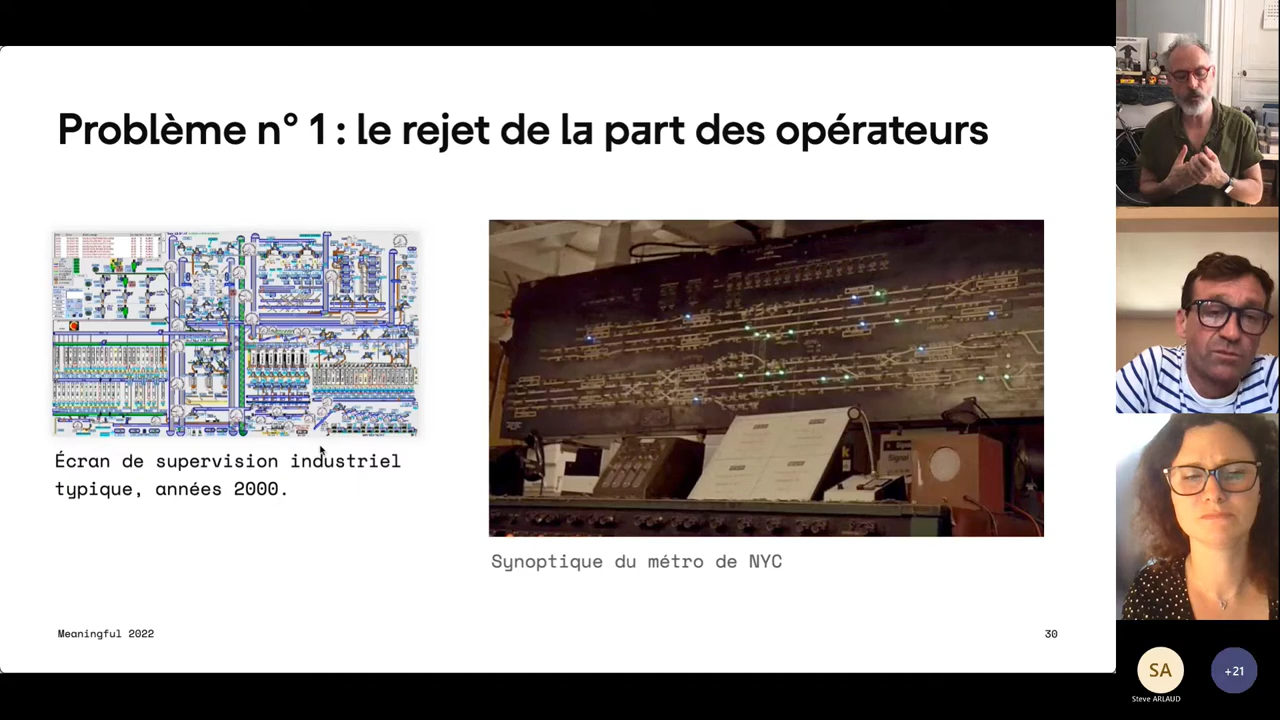 Problème n° 1 : le rejet de la part des opérateurs
Écran de supervision industriel
typique, années 2000.
Synoptique du métro de NYC
Meaningful 2022
30
SA
Steve ARLAUD
+21